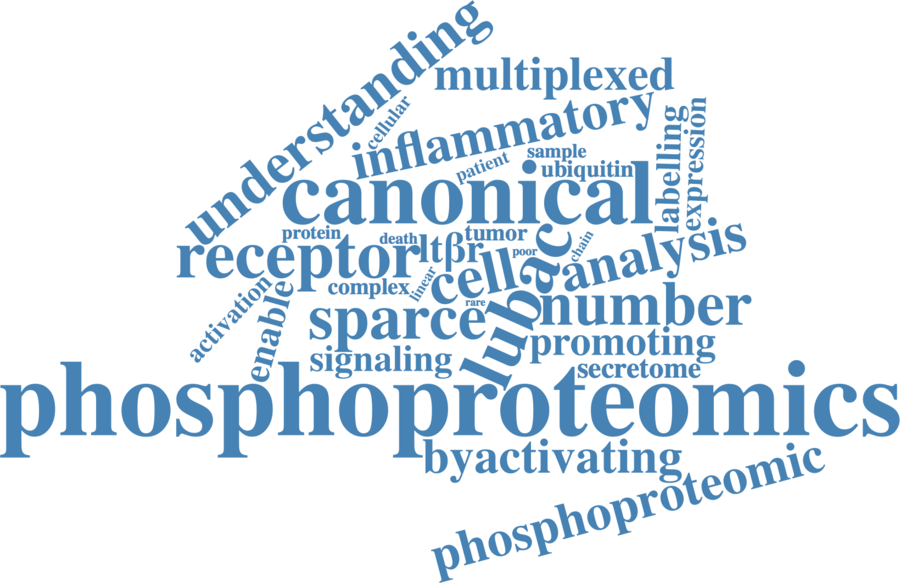 understanding
multiplexed
cellular
inflammatory
labelling
expression
patient
sample
ubiquitin
canonical
protein
death
tumor
receptor
ltβr
poor
chain
analysis
cell
lubac
linear
complex
rare
activation
enable
sparce
number
signaling
promoting
secretome
phosphoproteomics
byactivating
phosphoproteomic